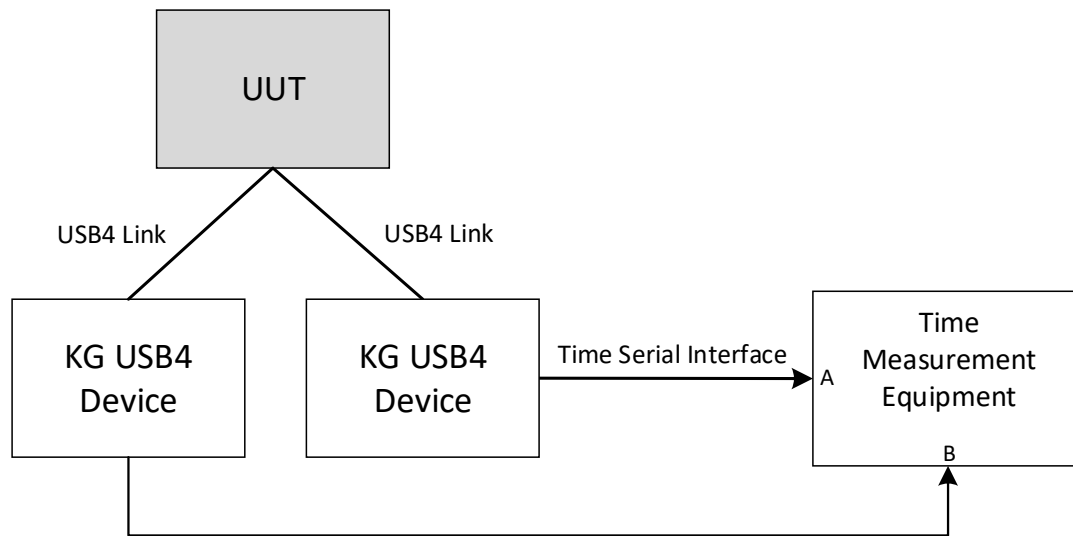 UUT
USB4 Link
USB4 Link
KG USB4
Device
KG USB4
Device
Time Serial Interface
A
Time
Measurement
Equipment
B